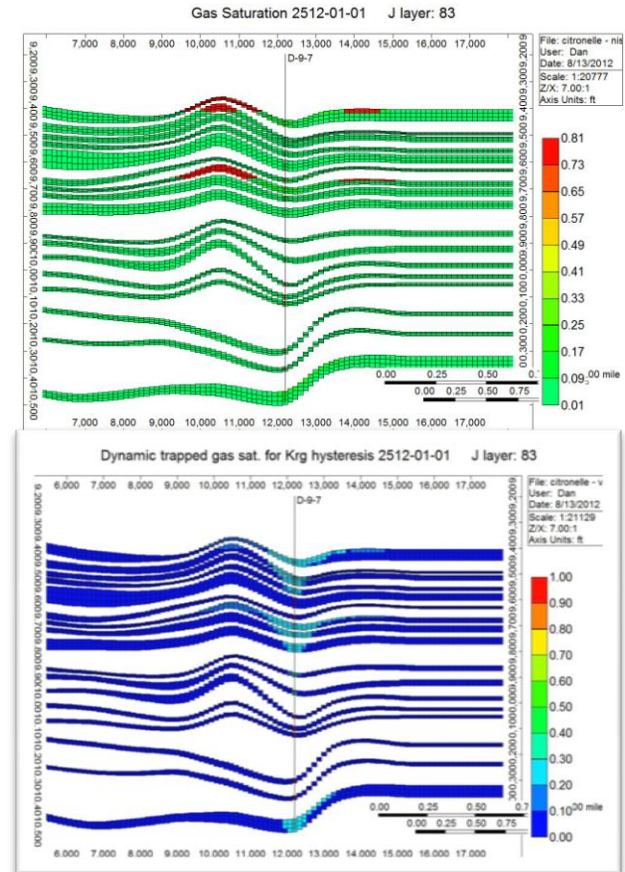 Gas Saturation 2512-01-01 J layer: 83
7,000 8,000 9,000 10,000 11,000 12,000 13,000 14,000 15,000 17,000
D-9-7
File: citronelle - nis
User: Dan
Date: 8/13/2012
Scale: 1:20777
Z/X: 7.00:1
Axis Units: ft
0.81
0.73
0.65
0.57
0.49
0.41
0.33
0.25
0.17
0.09
0.01
0.00 0.25 0.50
0.00 0.25 0.50 0.75
.00 mile
7,000 8,000 9,000 10,000 11,000 12,000 13,000 14,000 15,000 17,000
Dynamic trapped gas sat. for Krg hysteresis 2512-01-01 J layer: 83
6,000 7,000 8,000 9,000 10,000 11,000 12,000 13,000 14,000 15,000 16,000 17,000
D-9-7
File: citronelle - v
User: Dan
Date: 8/13/2012
Scale: 1:21129
Z/X: 7.00:1
Axis Units: ft
1.00
0.90
0.80
0.70
0.60
0.50
0.40
0.30
0.20
0.10
0.00
0.00 0.25 0.50
0.00 0.25 0.50 0.75
00 mile
6,000 7,000 8,000 9,000 10,000 11,000 12,000 13,000 14,000 15,000 16,000 17,000